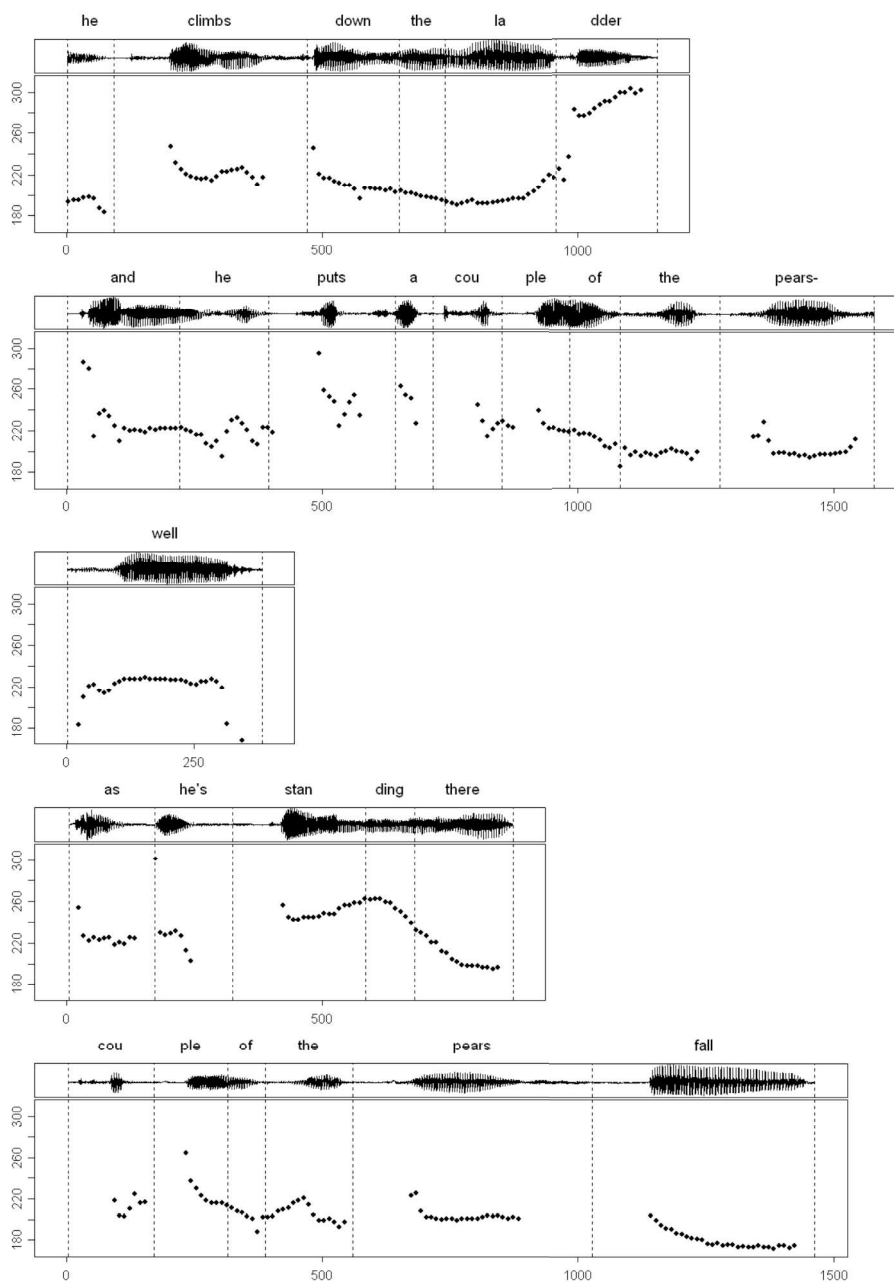 he climbs down the la dder
300
260
220
180
0 500 1000
and he puts a cou ple of the pears-
300
260
220
180
0 500 1000 1500
well
300
260
220
180
0 250
as he's stan ding there
300
260
220
180
0 500
cou ple of the pears fall
300
260
220
180
0 500 1000 1500